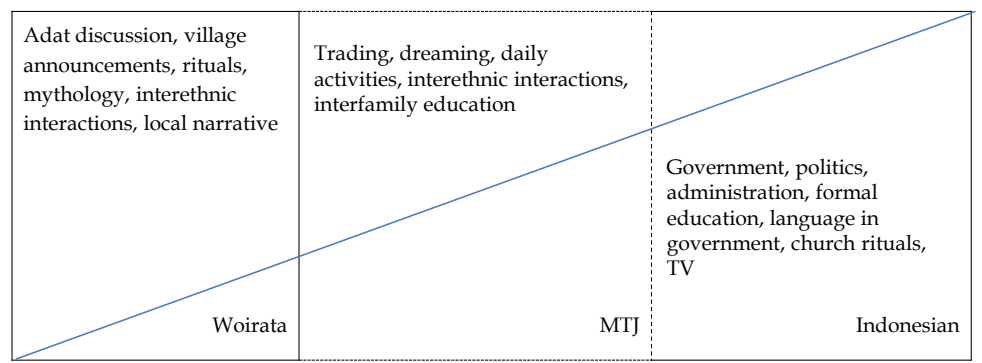 Adat discussion, village
announcements, rituals,
mythology, interethnic
interactions, local narrative
Woirata
Trading, dreaming, daily
activities, interethnic interactions,
interfamily education
MTJ
Government, politics,
administration, formal
education, language in
government, church rituals,
TV
Indonesian